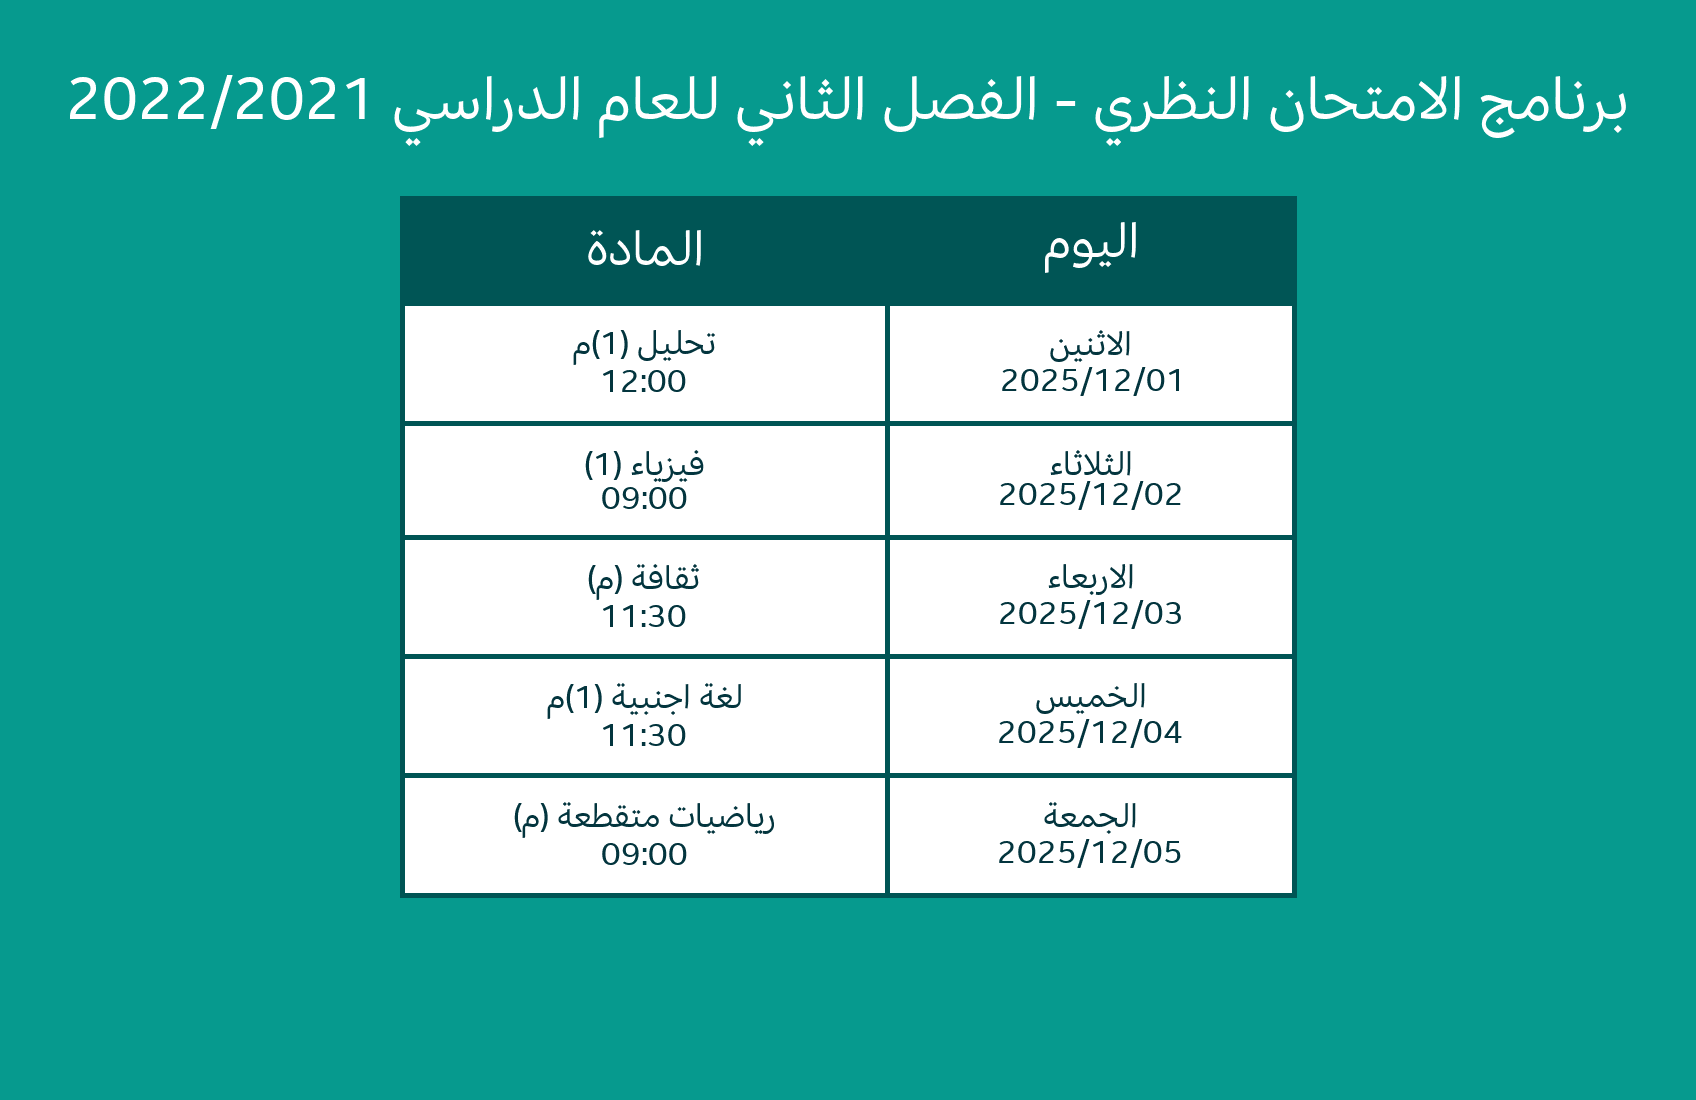 برنامج الامتحان النظري - الفصل الثاني للعام الدراسي 2022/2021
اليوم
المادة
الاثنين
2025/12/01
تحليل (1)م
12:00
الثلاثاء
2025/12/02
فيزياء (1)
09:00
الاربعاء
2025/12/03
ثقافة (م)
11:30
الخميس
2025/12/04
لغة اجنبية (1)م
11:30
الجمعة
2025/12/05
رياضيات متقطعة (م)
09:00